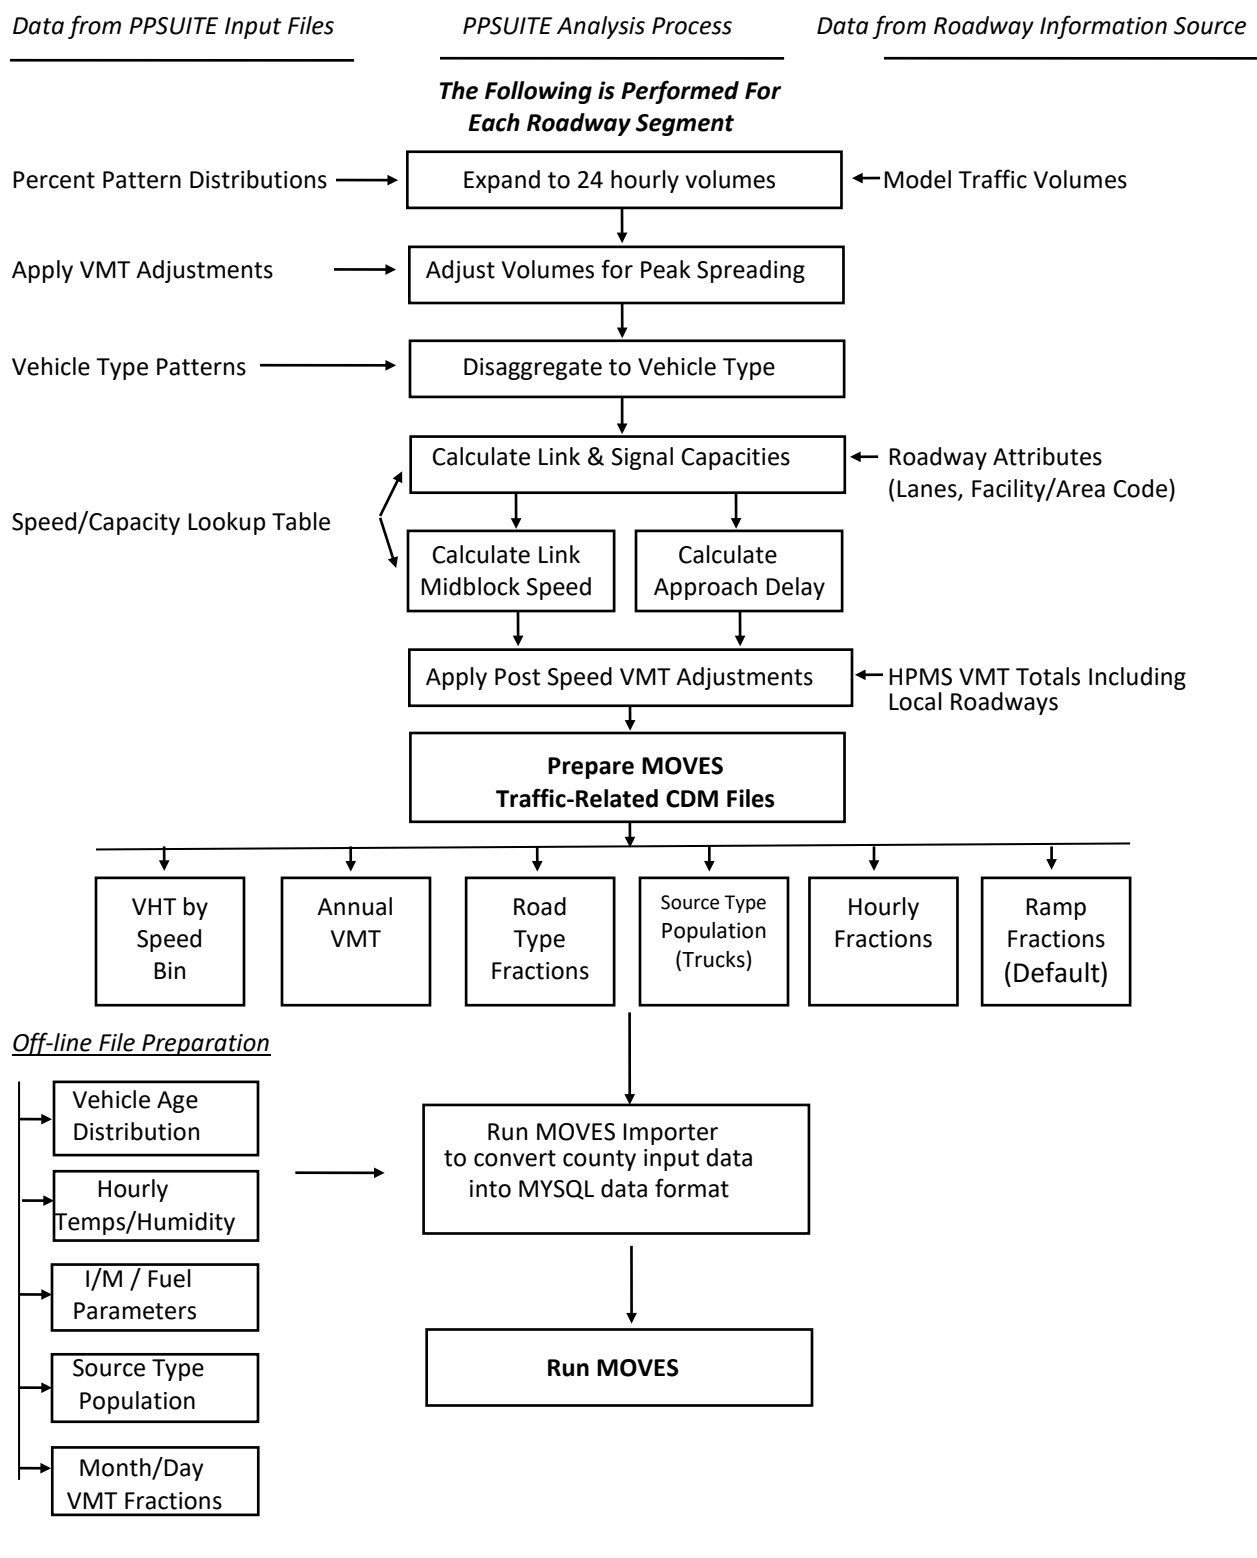 Data from PPSUITE Input Files
PPSUITE Analysis Process
Data from Roadway Information Source
The Following is Performed For
Each Roadway Segment
Percent Pattern Distributions
Expand to 24 hourly volumes
Model Traffic Volumes
Apply VMT Adjustments
Adjust Volumes for Peak Spreading
Vehicle Type Patterns
Disaggregate to Vehicle Type
Calculate Link & Signal Capacities
Roadway Attributes
(Lanes, Facility/Area Code)
Speed/Capacity Lookup Table
Calculate Link
Midblock Speed
Calculate
Approach Delay
Apply Post Speed VMT Adjustments
HPMS VMT Totals Including
Local Roadways
Prepare MOVES
Traffic-Related CDM Files
VHT by
Speed
Bin
Annual
VMT
Road
Type
Fractions
Source Type
Population
(Trucks)
Hourly
Fractions
Ramp
Fractions
(Default)
Off-line File Preparation
Vehicle Age
Distribution
Hourly
Temps/Humidity
I/M / Fuel
Parameters
Source Type
Population
Month/Day
VMT Fractions
Run MOVES Importer
to convert county input data
into MYSQL data format
Run MOVES